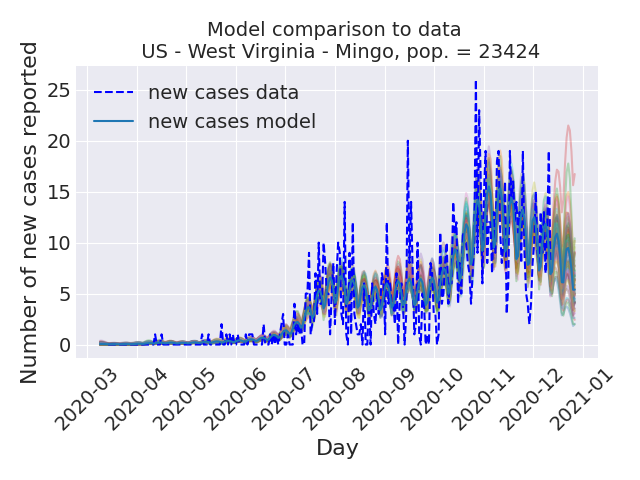 Model comparison to data
US - West Virginia - Mingo, pop. = 23424
Number of new cases reported
25
20
15
10
5
0
new cases data
new cases model
2020-03
2020-04
2020-05
2020-06
2020-07
2020-08
2020-09
2020-10
2020-11
2020-12
2021-01
Day